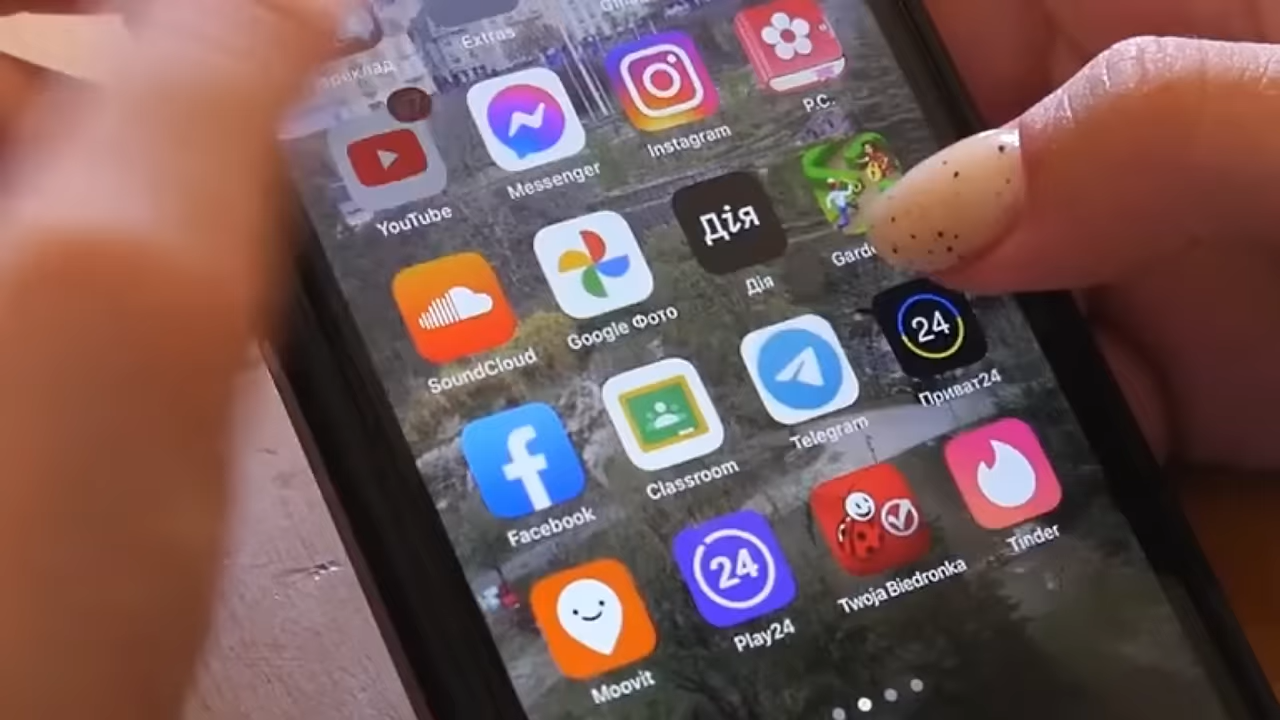 Extras
YouTube
Messenger
Instagram
P.C.
SoundCloud
Google Фото
Дія
Дія
Facebook
Classroom
Telegram
24
Приват24
Moovit
24
Play24
Twoja Biedronka
Tinder